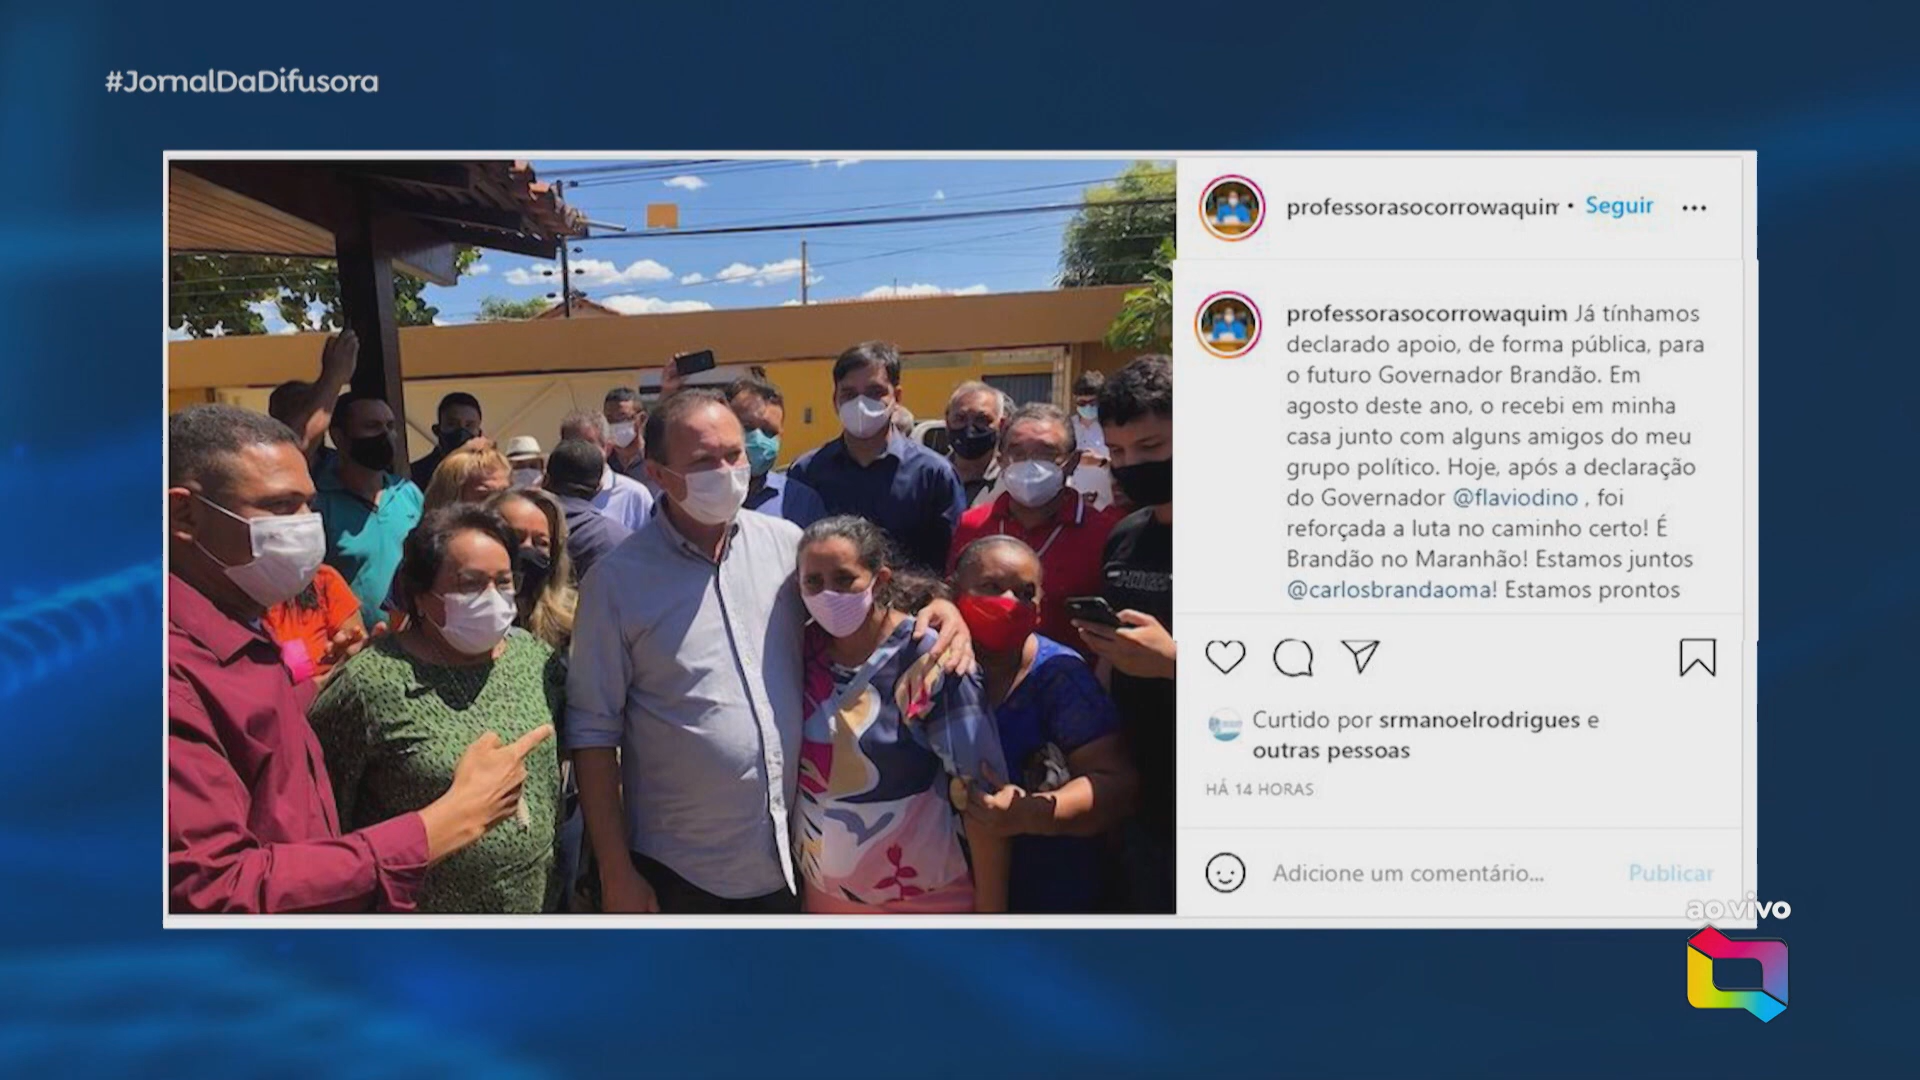 #JornalDaDifusora
professorasocorrowaquim • Seguir
professorasocorrowaquim Já tínhamos
declarado apoio, de forma pública, para
o futuro Governador Brandão. Em
agosto deste ano, o recebi em minha
casa junto com alguns amigos do meu
grupo político. Hoje, após a declaração
do Governador @flaviodino , foi
reforçada a luta no caminho certo! É
Brandão no Maranhão! Estamos juntos
@carlosbrandaoma! Estamos prontos
Curtido por srmanoelrodrigues e
outras pessoas
HÁ 14 HORAS
Adicione um comentário... Publicar
ao vivo